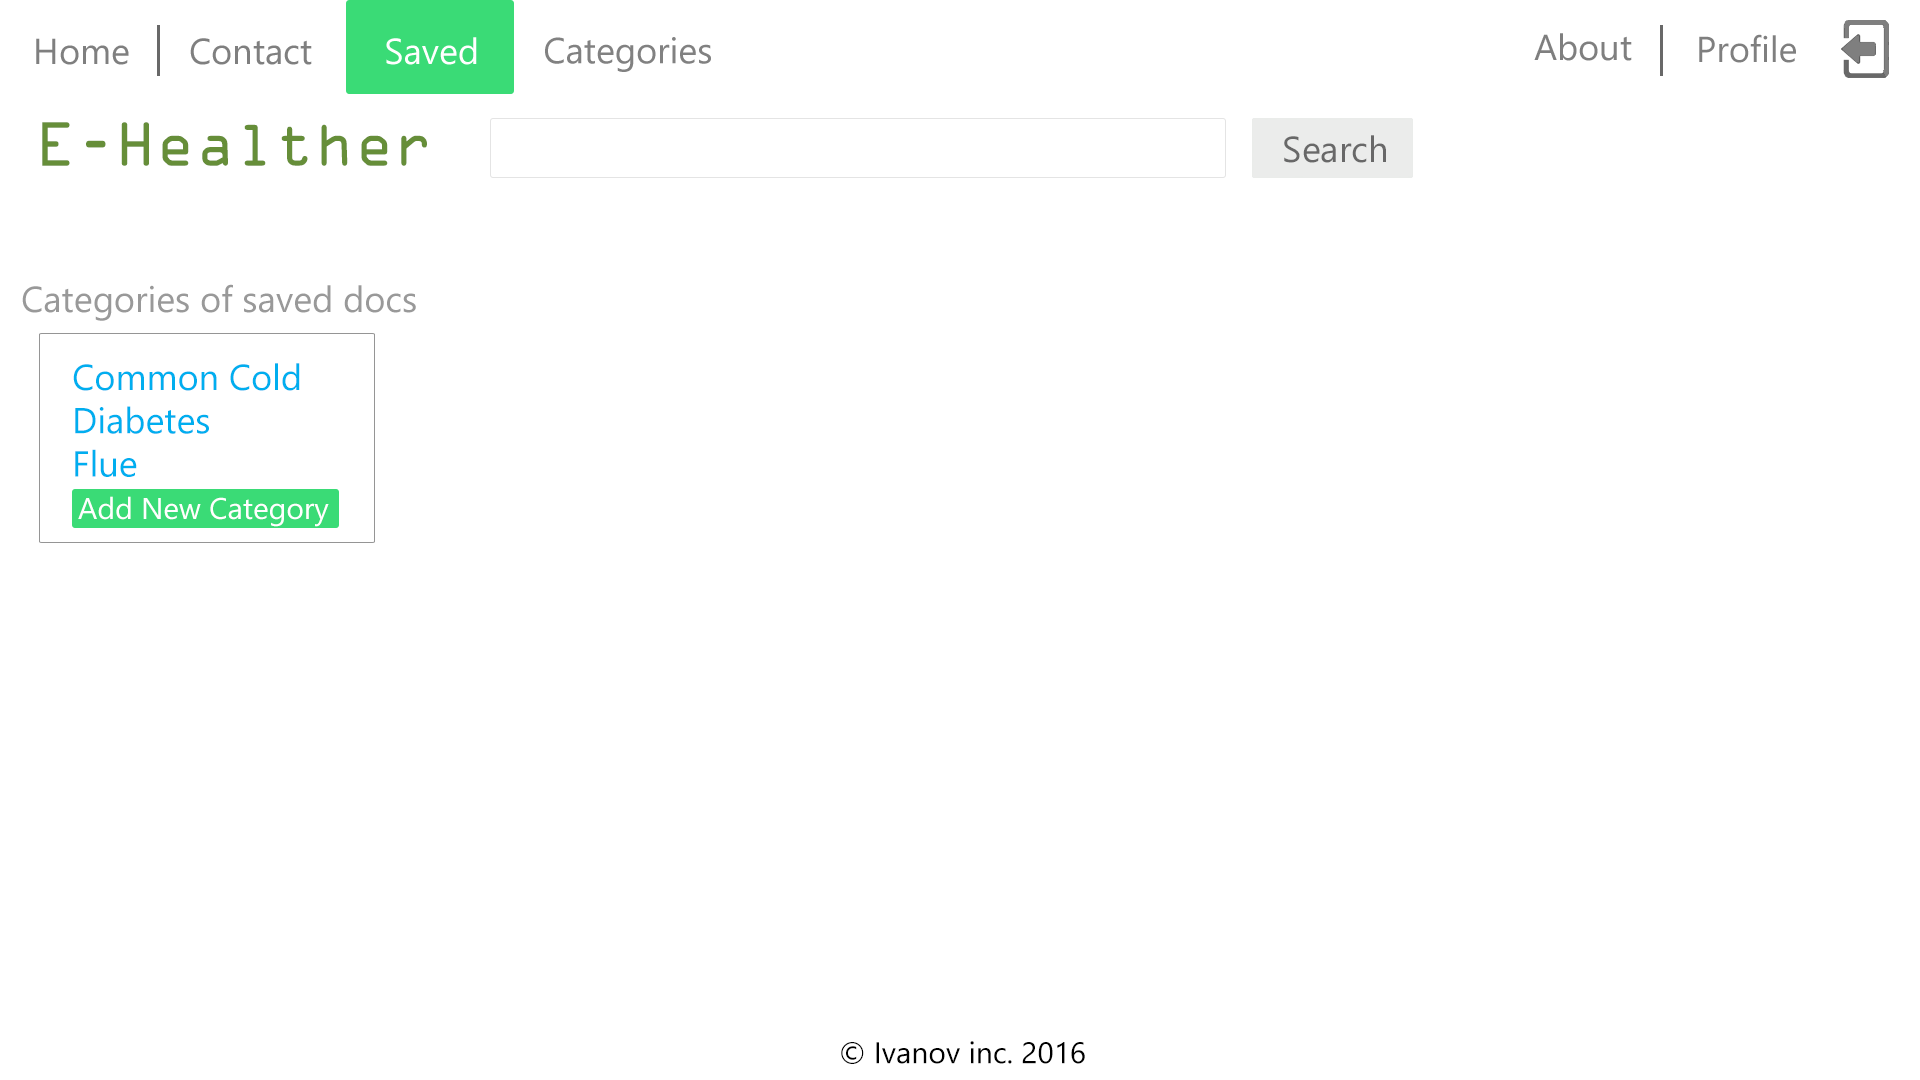 Home Contact Saved Categories About Profile
E-Healther Search
Categories of saved docs
Common Cold
Diabetes
Flue
Add New Category
© Ivanov inc. 2016